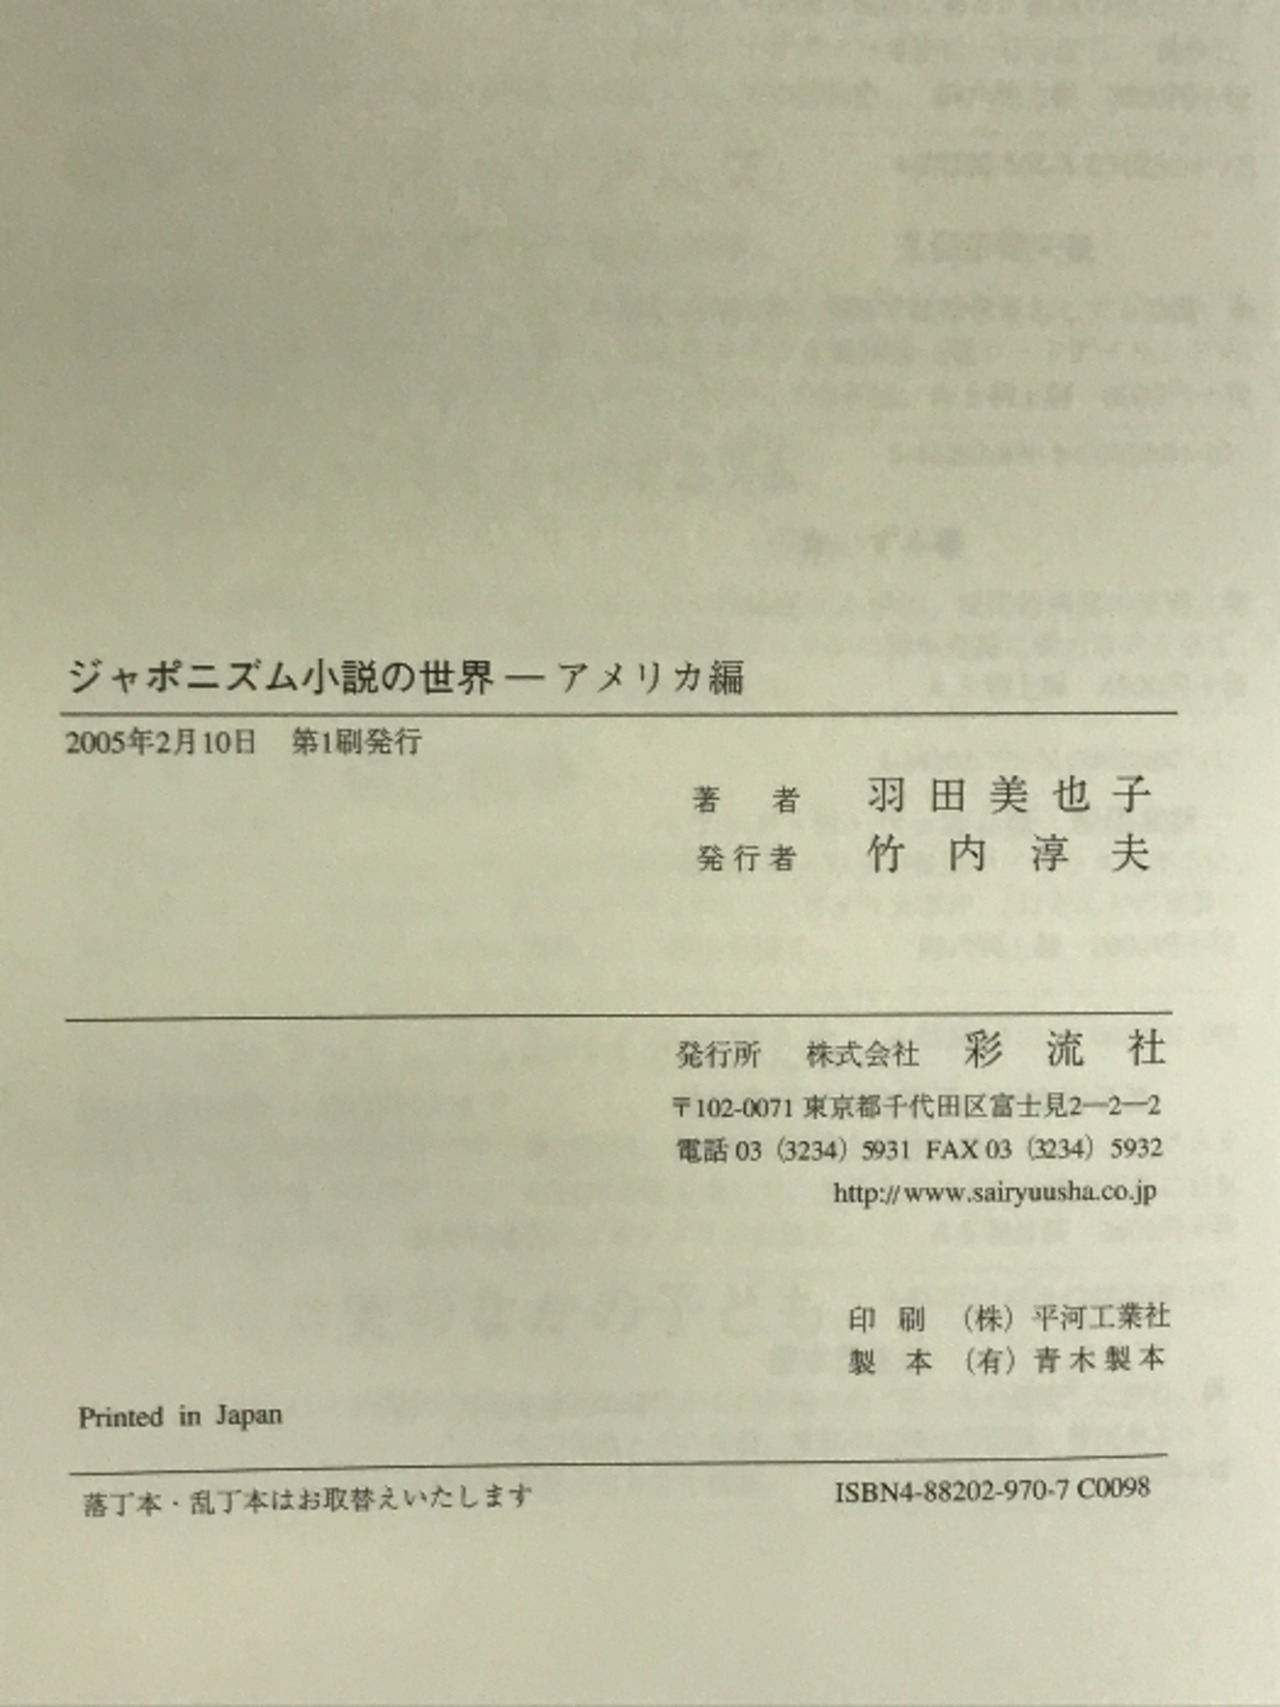 ジャポニズム小説の世界 ― アメリカ編
2005年2月10日　第1刷発行
著　者　羽田美也子
発行者　竹内淳夫
発行所　株式会社　彩流社
〒102-0071 東京都千代田区富士見2―2―2
電話 03（3234）5931 FAX 03（3234）5932
http://www.sairyuusha.co.jp
印　刷　（株）平河工業社
製　本　（有）青木製本
Printed in Japan
落丁本・乱丁本はお取替えいたします　ISBN4-88202-970-7 C0098